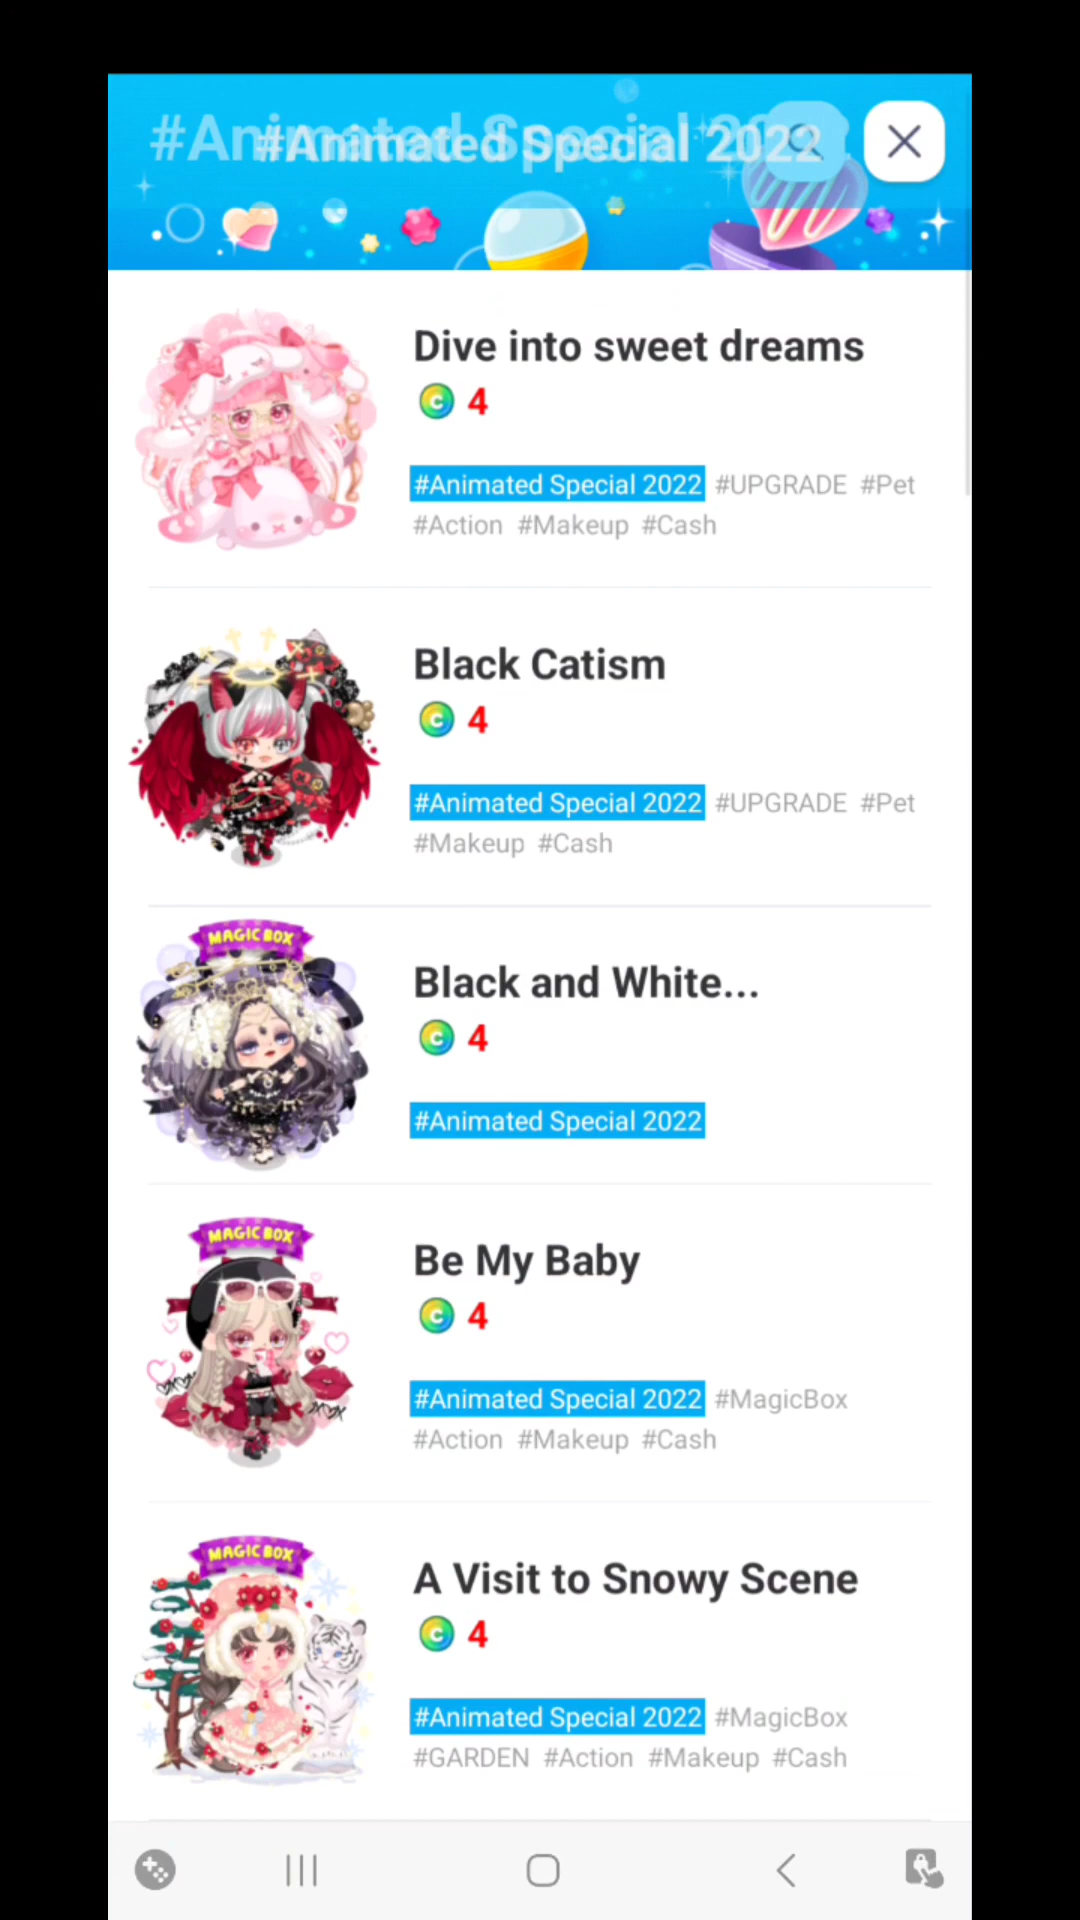 #Animated Special 2022
#Animated Special 2022
Dive into sweet dreams
C 4
#Animated Special 2022 #UPGRADE #Pet
#Action #Makeup #Cash
Black Catism
C 4
#Animated Special 2022 #UPGRADE #Pet
#Makeup #Cash
MAGIC BOX
Black and White...
C 4
#Animated Special 2022
MAGIC BOX
Be My Baby
C 4
#Animated Special 2022 #MagicBox
#Action #Makeup #Cash
MAGIC BOX
A Visit to Snowy Scene
C 4
#Animated Special 2022 #MagicBox
#GARDEN #Action #Makeup #Cash